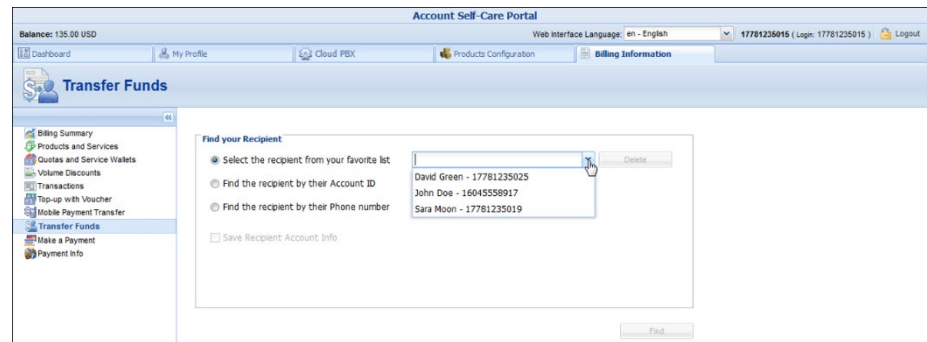 Account Self-Care Portal
Balance: 135.00 USD
Web Interface Language: en - English
17781235015 ( Login: 17781235015 )
Logout
Dashboard
My Profile
Cloud PBX
Products Configuration
Billing Information
Transfer Funds
Billing Summary
Products and Services
Quotas and Service Wallets
Volume Discounts
Transactions
Top-up with Voucher
Mobile Payment Transfer
Transfer Funds
Make a Payment
Payment Info
Find your Recipient
Select the recipient from your favorite list
Delete
David Green - 17781235025
John Doe - 16045558917
Sara Moon - 17781235019
Find the recipient by their Account ID
Find the recipient by their Phone number
Save Recipient Account Info
Find